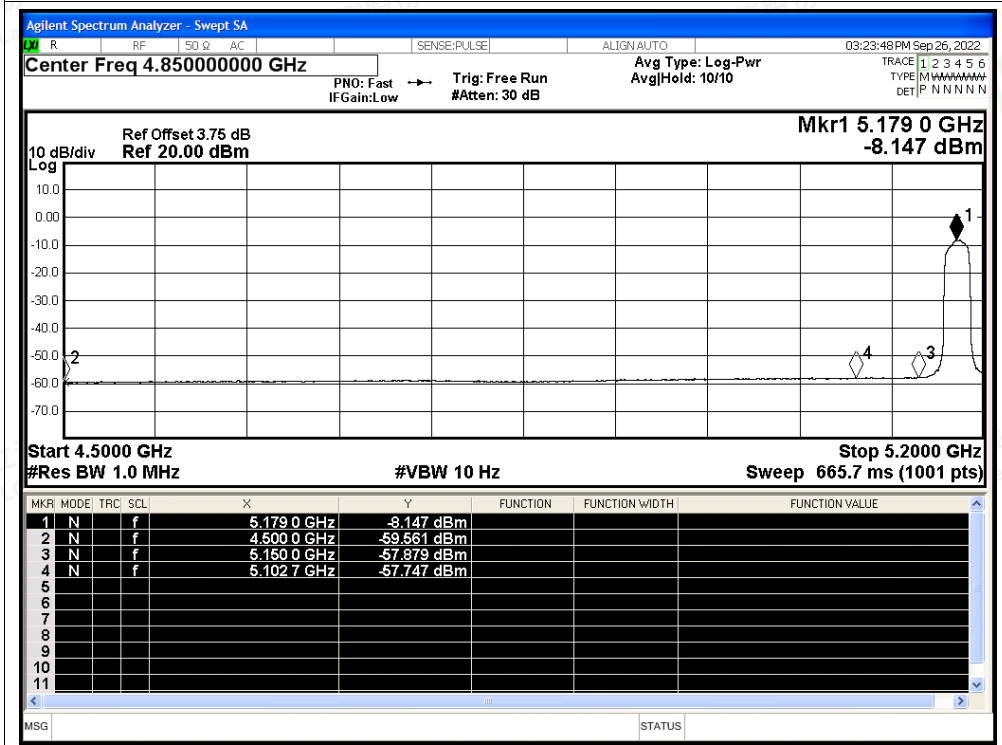 Agilent Spectrum Analyzer - Swept SA
LXI R RF 50 Ω AC SENSE:PULSE ALIGN AUTO 03:23:48 PM Sep 26, 2022
Center Freq 4.850000000 GHz
PNO: Fast
IFGain:Low
Trig: Free Run
#Atten: 30 dB
Avg Type: Log-Pwr
Avg|Hold: 10/10
TRACE 1 2 3 4 5 6
TYPE M
DET P N N N N N
Mkr1 5.179 0 GHz
-8.147 dBm
Ref Offset 3.75 dB
10 dB/div Ref 20.00 dBm
Log
10.0
0.00
-10.0
-20.0
-30.0
-40.0
-50.0
-60.0
-70.0
1
2
4
3
Start 4.5000 GHz Stop 5.2000 GHz
#Res BW 1.0 MHz #VBW 10 Hz Sweep 665.7 ms (1001 pts)
MKR MODE TRC SCL X Y FUNCTION FUNCTION WIDTH FUNCTION VALUE
1 N f 5.179 0 GHz -8.147 dBm
2 N f 4.500 0 GHz -59.561 dBm
3 N f 5.150 0 GHz -57.879 dBm
4 N f 5.102 7 GHz -57.747 dBm
5
6
7
8
9
10
11
MSG STATUS